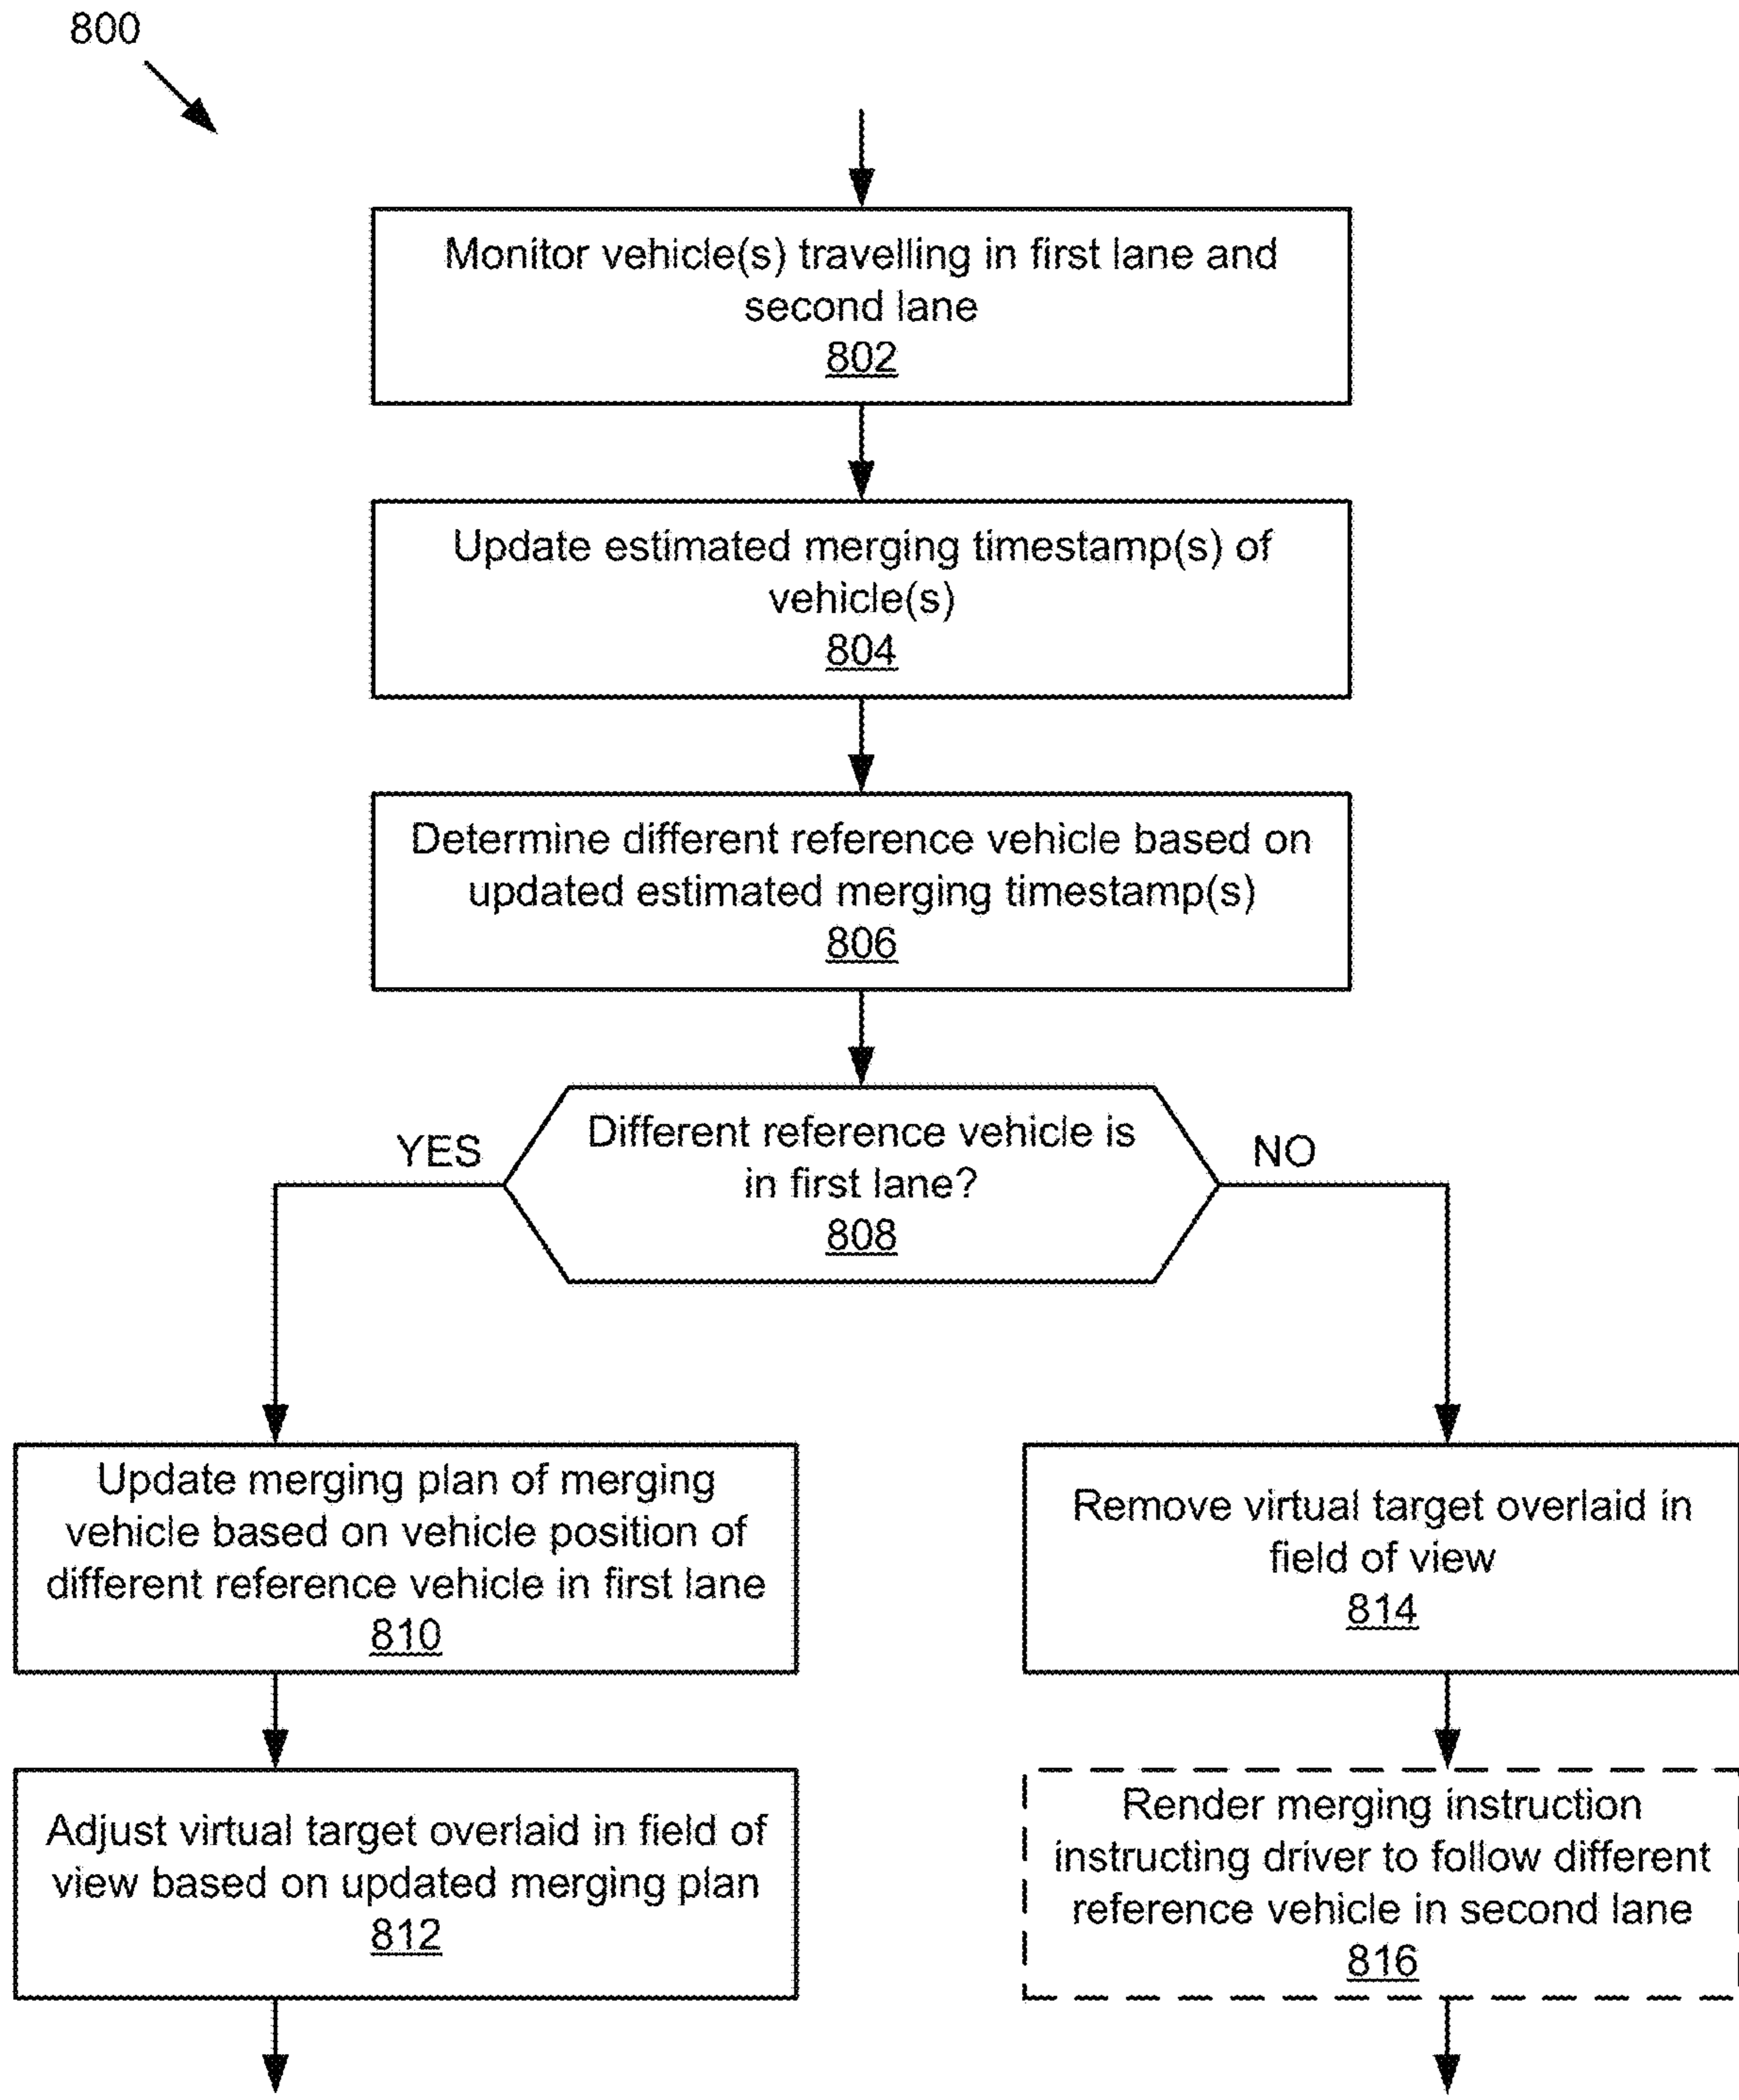 800
Monitor vehicle(s) travelling in first lane and
second lane
802
Update estimated merging timestamp(s) of
vehicle(s)
804
Determine different reference vehicle based on
updated estimated merging timestamp(s)
806
Different reference vehicle is
in first lane?
808
YES
NO
Update merging plan of merging
vehicle based on vehicle position of
different reference vehicle in first lane
810
Adjust virtual target overlaid in field of
view based on updated merging plan
812
Remove virtual target overlaid in
field of view
814
Render merging instruction
instructing driver to follow different
reference vehicle in second lane
816